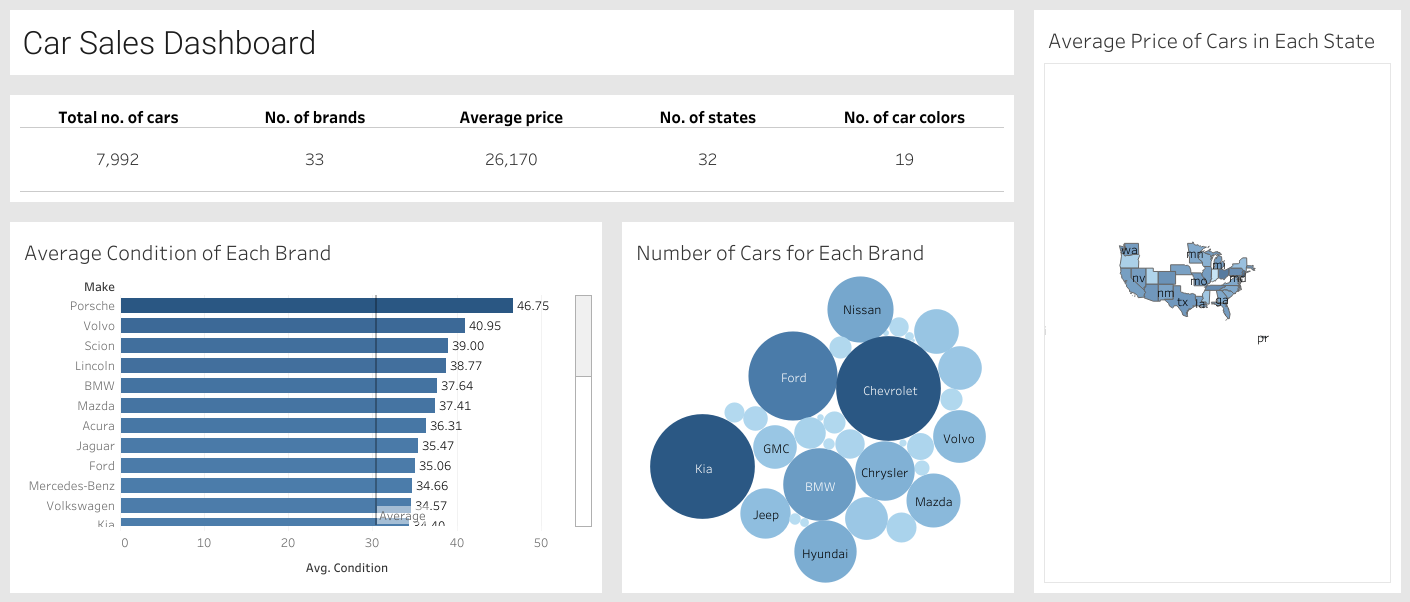 Car Sales Dashboard
Total no. of cars No. of brands Average price No. of states No. of car colors
7,992 33 26,170 32 19
Average Condition of Each Brand
Make
Porsche 46.75
Volvo 40.95
Scion 39.00
Lincoln 38.77
BMW 37.64
Mazda 37.41
Acura 36.31
Jaguar 35.47
Ford 35.06
Mercedes-Benz 34.66
Volkswagen 34.57
Average
Kia 34.40
0 10 20 30 40 50
Avg. Condition
Number of Cars for Each Brand
Nissan
Ford
Chevrolet
Volvo
GMC
Kia
Chrysler
BMW
Mazda
Jeep
Hyundai
Average Price of Cars in Each State
wa
mn
mi
nv
mo
md
nm
tx
la
ga
pr